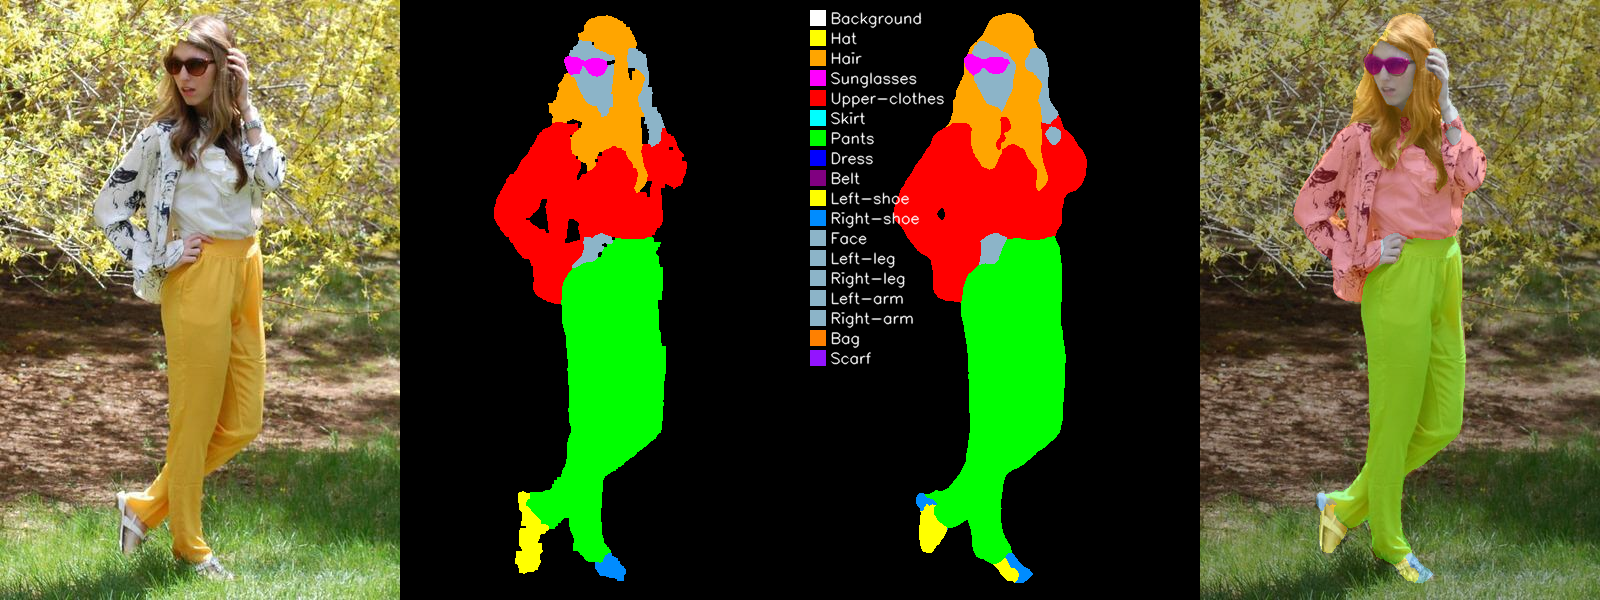 Background
Hat
Hair
Sunglasses
Upper-clothes
Skirt
Pants
Dress
Belt
Left-shoe
Right-shoe
Face
Left-leg
Right-leg
Left-arm
Right-arm
Bag
Scarf